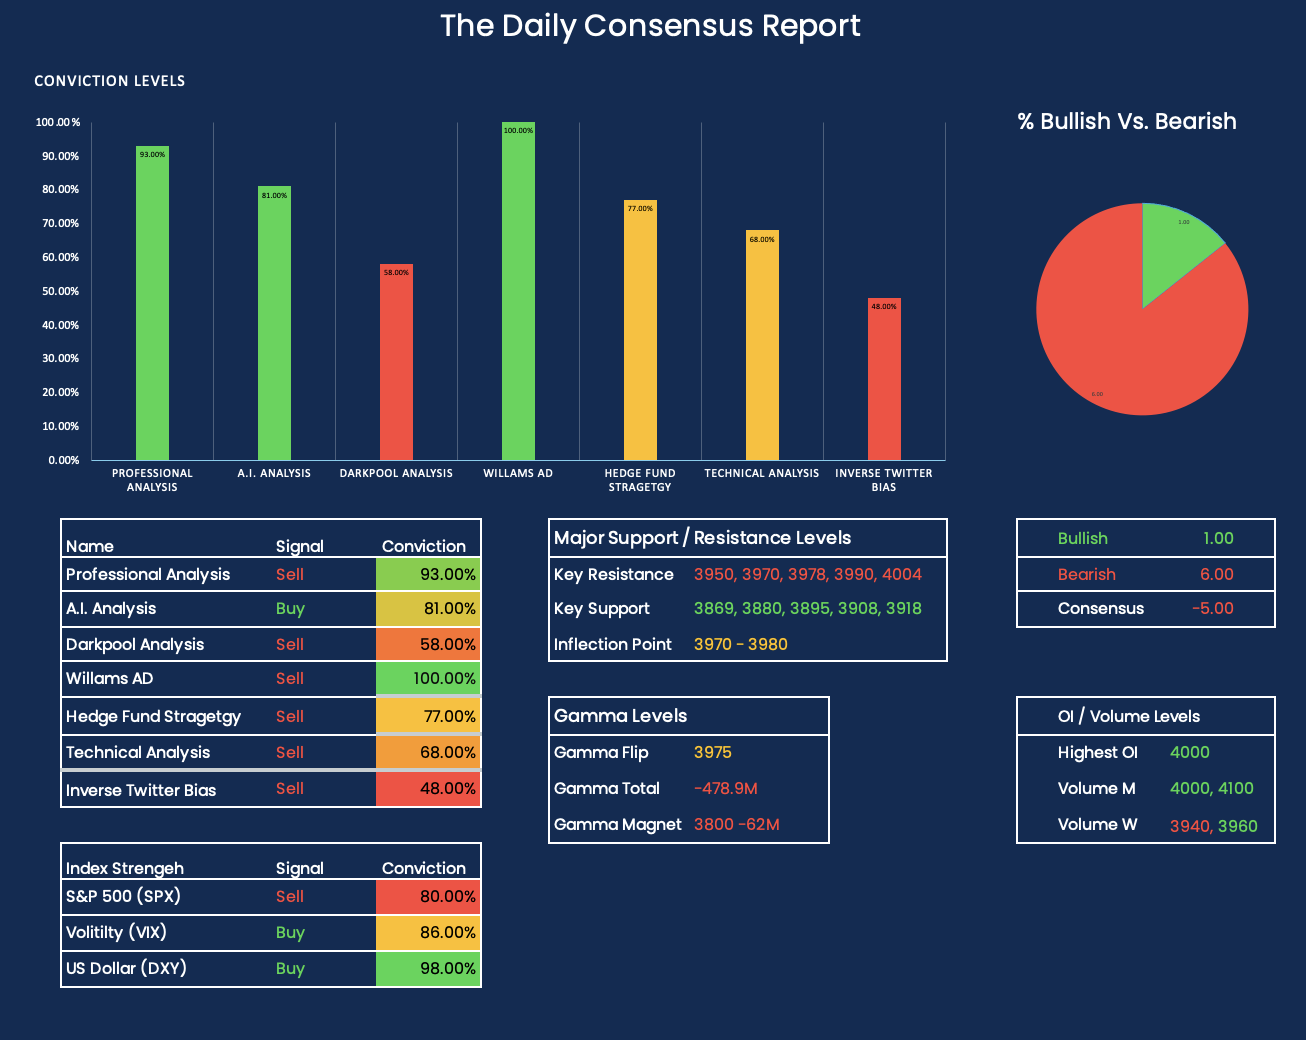 The Daily Consensus Report
CONVICTION LEVELS
% Bullish Vs. Bearish
100.00%
90.00%
80.00%
70.00%
60.00%
50.00%
40.00%
30.00%
20.00%
10.00%
0.00%
93.00%
81.00%
58.00%
100.00%
77.00%
68.00%
48.00%
PROFESSIONAL
ANALYSIS
A.I. ANALYSIS
DARKPOOL ANALYSIS
WILLAMS AD
HEDGE FUND
STRAGETGY
TECHNICAL ANALYSIS
INVERSE TWITTER
BIAS
1.00
6.00
Name Signal Conviction
Professional Analysis Sell 93.00%
A.I. Analysis Buy 81.00%
Darkpool Analysis Sell 58.00%
Willams AD Sell 100.00%
Hedge Fund Stragetgy Sell 77.00%
Technical Analysis Sell 68.00%
Inverse Twitter Bias Sell 48.00%
Index Strengeh Signal Conviction
S&P 500 (SPX) Sell 80.00%
Volitilty (VIX) Buy 86.00%
US Dollar (DXY) Buy 98.00%
Major Support / Resistance Levels
Key Resistance 3950, 3970, 3978, 3990, 4004
Key Support 3869, 3880, 3895, 3908, 3918
Inflection Point 3970 - 3980
Gamma Levels
Gamma Flip 3975
Gamma Total -478.9M
Gamma Magnet 3800 -62M
Bullish 1.00
Bearish 6.00
Consensus -5.00
OI / Volume Levels
Highest OI 4000
Volume M 4000, 4100
Volume W 3940, 3960